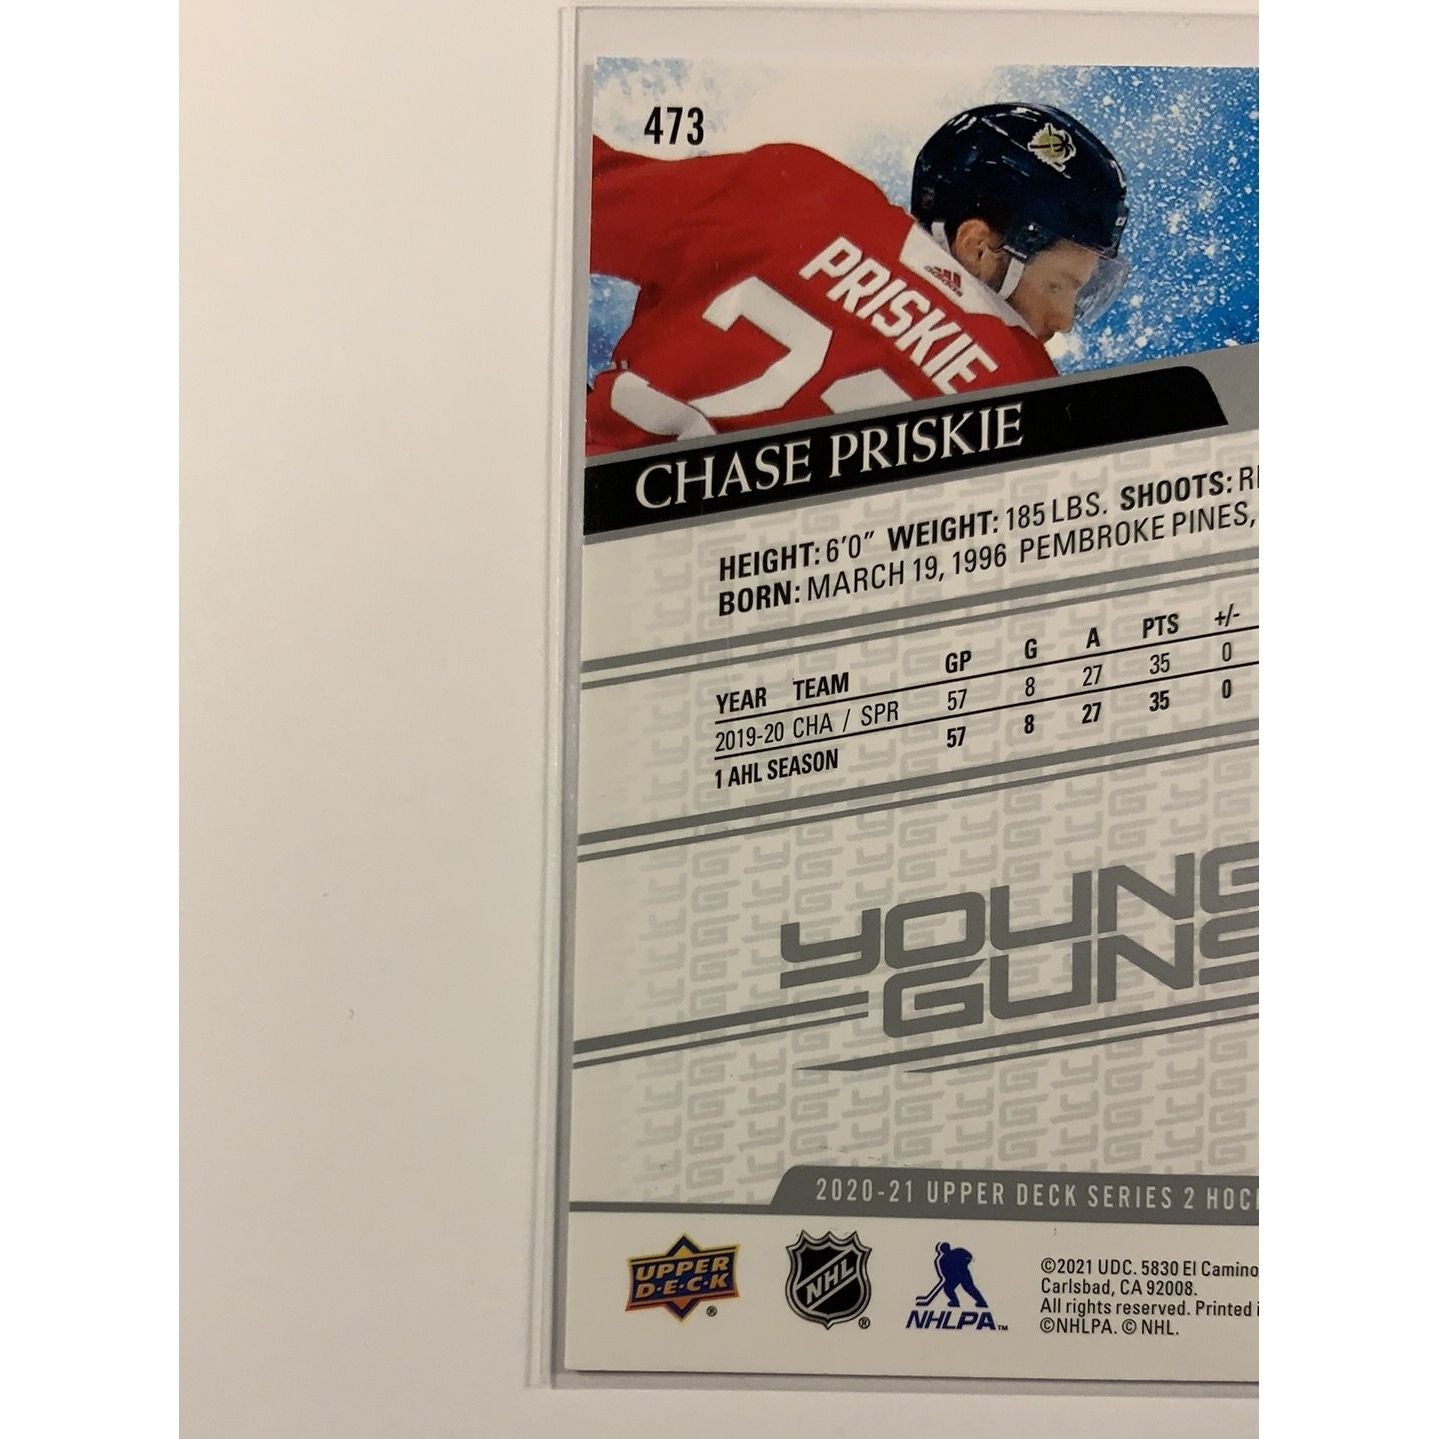 473
PRISKIE
CHASE PRISKIE
HEIGHT: 6'0" WEIGHT: 185 LBS. SHOOTS:
BORN: MARCH 19, 1996 PEMBROKE PINES,
YEAR TEAM GP G A PTS +/-
2019-20 CHA / SPR 57 8 27 35 0
1 AHL SEASON 57 8 27 35 0
YOUNG
GUNS
2020-21 UPPER DECK SERIES 2
UPPER
D·E·C·K ®
NHL ®
NHLPA™
©2021 UDC. 5830 El Camino
Carlsbad, CA 92008.
All rights reserved. Printed
©NHLPA. © NHL.